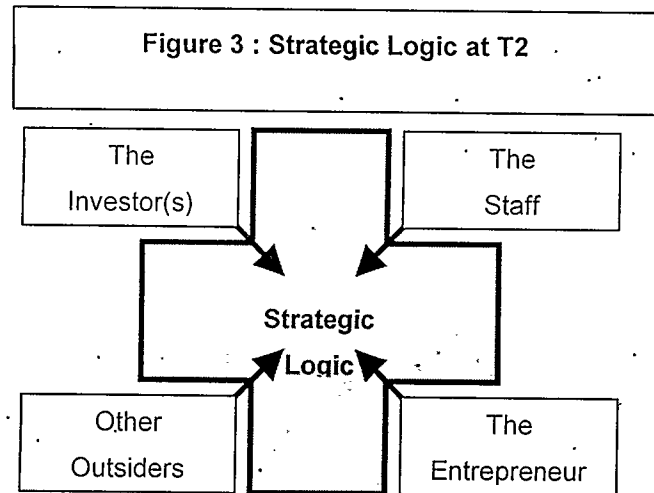 Figure 3 : Strategic Logic at T2
The
Investor(s)
The
Staff
Strategic
Logic
Other
Outsiders
The
Entrepreneur